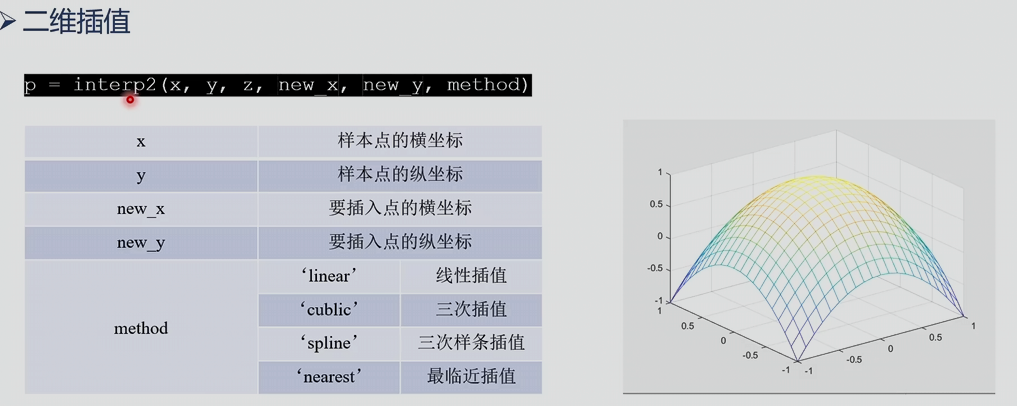 二维插值
p = interp2(x, y, z, new_x, new_y, method)
x 样本点的横坐标
y 样本点的纵坐标
new_x 要插入点的横坐标
new_y 要插入点的纵坐标
method
‘linear’ 线性插值
‘cublic’ 三次插值
‘spline’ 三次样条插值
‘nearest’ 最临近插值
1
0.5
0
-0.5
-1
1
0.5
0
-0.5
-1
-1
-0.5
0
0.5
1